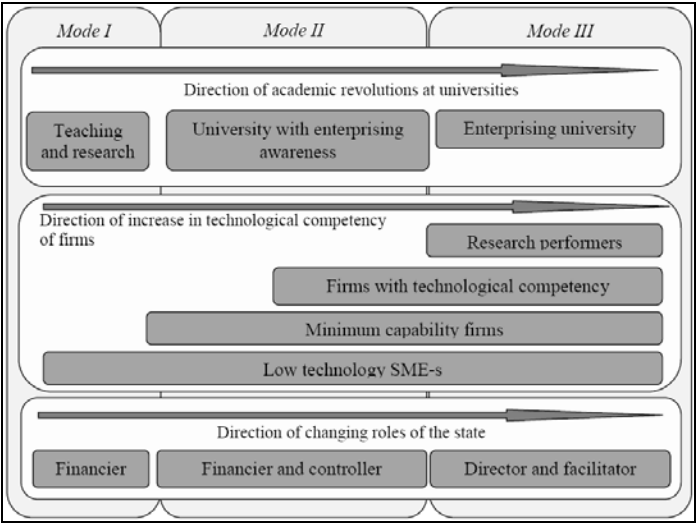 Mode I
Mode II
Mode III
Direction of academic revolutions at universities
Teaching
and research
University with enterprising
awareness
Enterprising university
Direction of increase in technological competency
of firms
Research performers
Firms with technological competency
Minimum capability firms
Low technology SME-s
Direction of changing roles of the state
Financier
Financier and controller
Director and facilitator